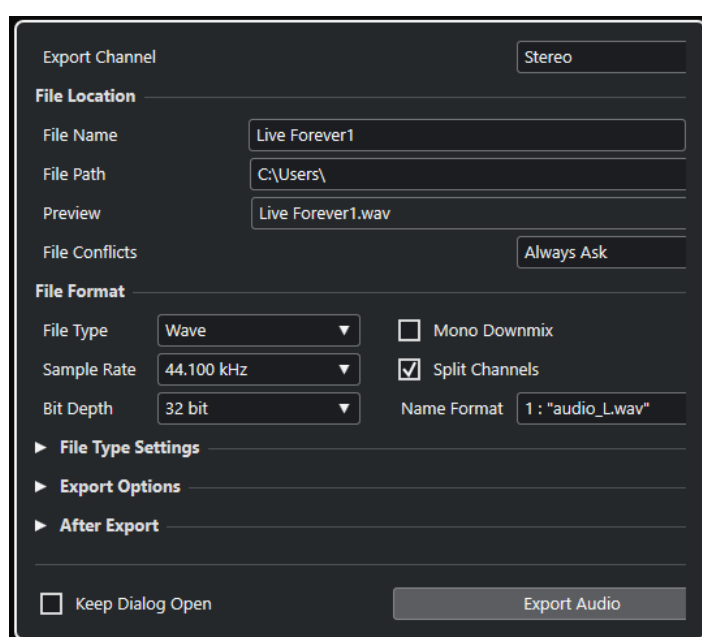 Export Channel Stereo
File Location
File Name Live Forever1
File Path C:\Users\
Preview Live Forever1.wav
File Conflicts Always Ask
File Format
File Type Wave Mono Downmix
Sample Rate 44.100 kHz Split Channels
Bit Depth 32 bit Name Format 1 : "audio_L.wav"
File Type Settings
Export Options
After Export
Keep Dialog Open Export Audio